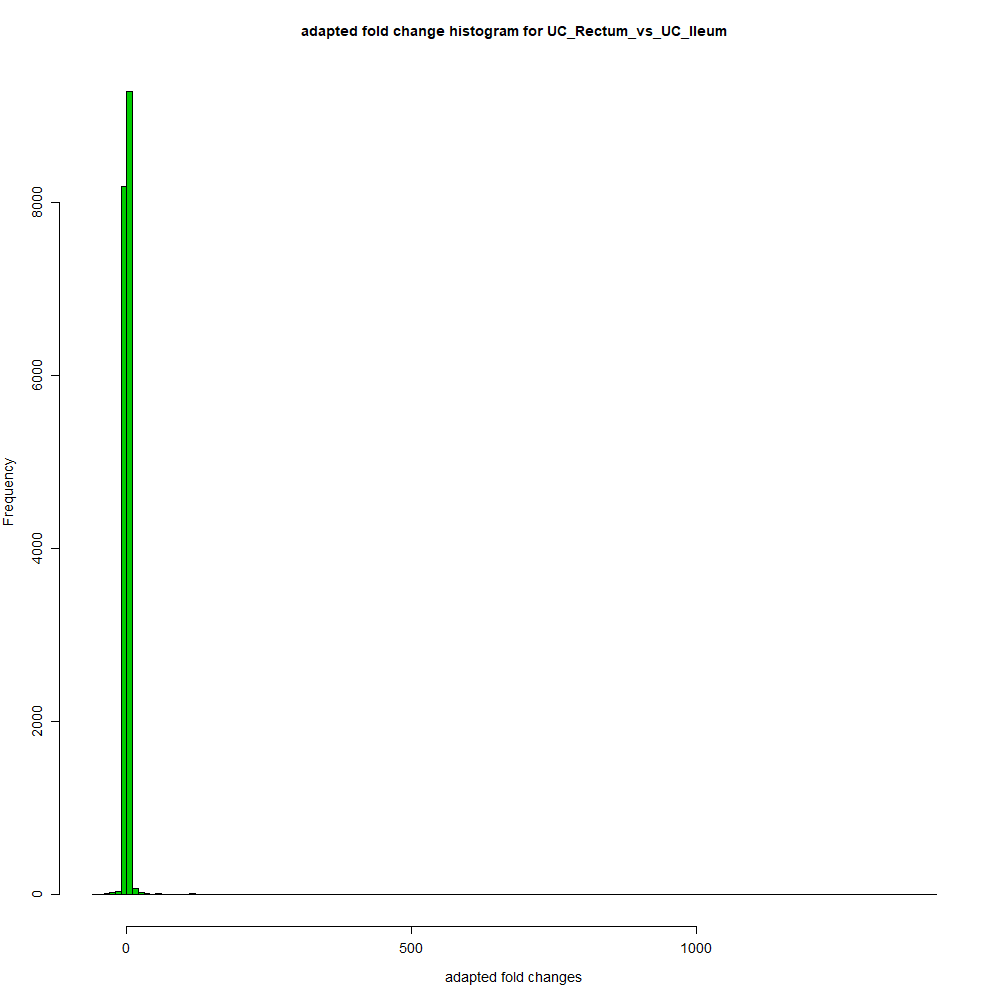 adapted fold change histogram for UC_Rectum_vs_UC_Ileum
8000
6000
4000
2000
0
Frequency
0 500 1000
adapted fold changes